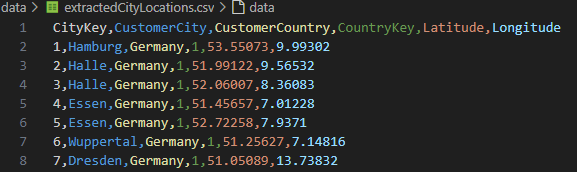 data > extractedCityLocations.csv > data
1 CityKey,CustomerCity,CustomerCountry,CountryKey,Latitude,Longitude
2 1,Hamburg,Germany,1,53.55073,9.99302
3 2,Halle,Germany,1,51.99122,9.56532
4 3,Halle,Germany,1,52.06007,8.36083
5 4,Essen,Germany,1,51.45657,7.01228
6 5,Essen,Germany,1,52.72258,7.9371
7 6,Wuppertal,Germany,1,51.25627,7.14816
8 7,Dresden,Germany,1,51.05089,13.73832